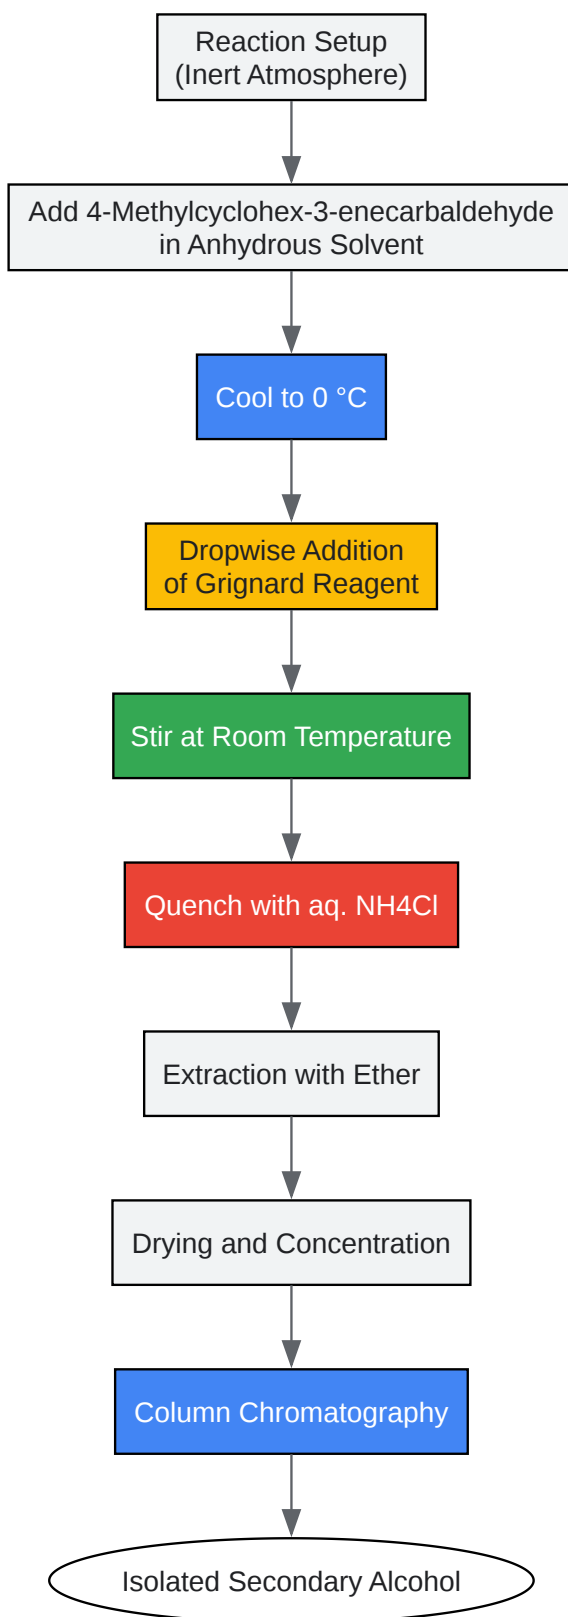 Reaction Setup
(Inert Atmosphere)
Add 4-Methylcyclohex-3-enecarbaldehyde
in Anhydrous Solvent
Cool to 0 °C
Dropwise Addition
of Grignard Reagent
Stir at Room Temperature
Quench with aq. NH4Cl
Extraction with Ether
Drying and Concentration
Column Chromatography
Isolated Secondary Alcohol